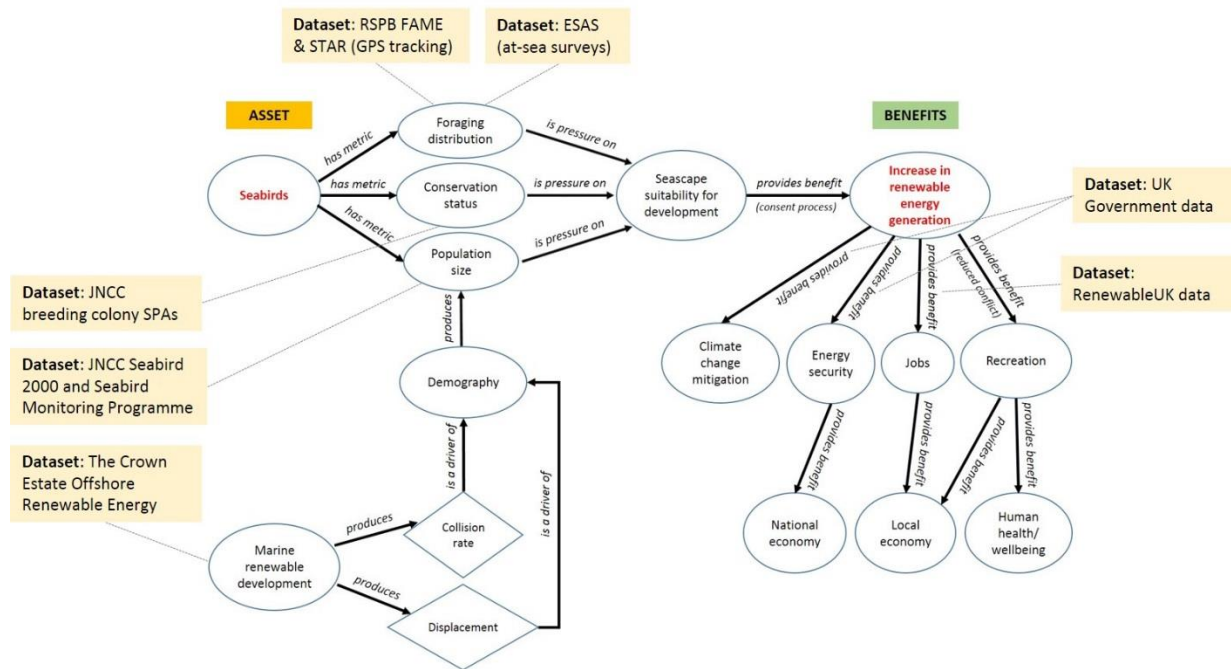 Dataset: RSPB FAME
& STAR (GPS tracking)
Dataset: ESAS
(at-sea surveys)
ASSET
BENEFITS
Seabirds
has metric
has metric
has metric
Foraging
distribution
Conservation
status
Population
size
is pressure on
is pressure on
is pressure on
Seascape
suitability for
development
provides benefit
(consent process)
Increase in
renewable
energy
generation
Dataset: UK
Government data
Dataset:
RenewableUK data
provides benefit
provides benefit
provides benefit
provides benefit
(reduced conflict)
Climate
change
mitigation
Energy
security
Jobs
Recreation
provides benefit
provides benefit
provides benefit
provides benefit
National
economy
Local
economy
Human
health/
wellbeing
Dataset: JNCC
breeding colony SPAs
Dataset: JNCC Seabird
2000 and Seabird
Monitoring Programme
Dataset: The Crown
Estate Offshore
Renewable Energy
produces
Demography
is a driver of
is a driver of
Marine
renewable
development
produces
produces
Collision
rate
Displacement